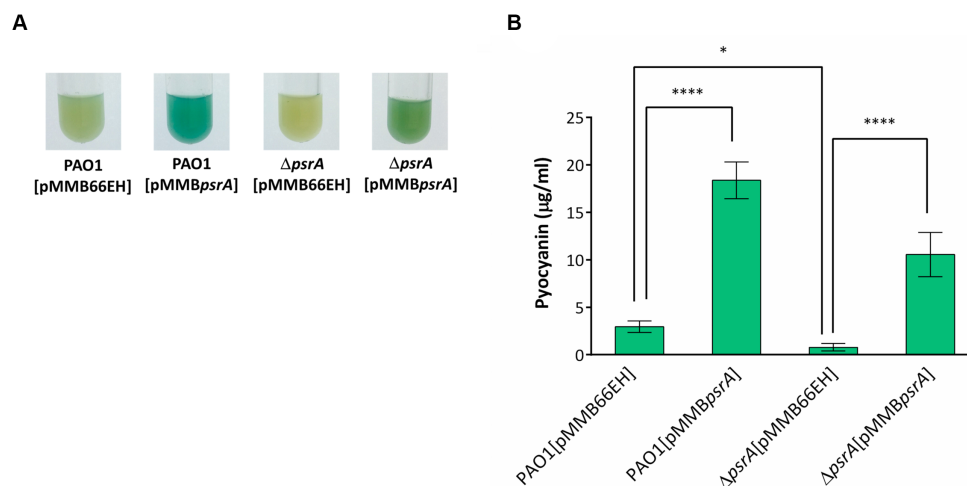 A
PAO1
[pMMB66EH]
PAO1
[pMMBpsrA]
ΔpsrA
[pMMB66EH]
ΔpsrA
[pMMBpsrA]
B
*
****
****
Pyocyanin (µg/ml)
25
20
15
10
5
0
PAO1[pMMB66EH]
PAO1[pMMBpsrA]
ΔpsrA[pMMB66EH]
ΔpsrA[pMMBpsrA]